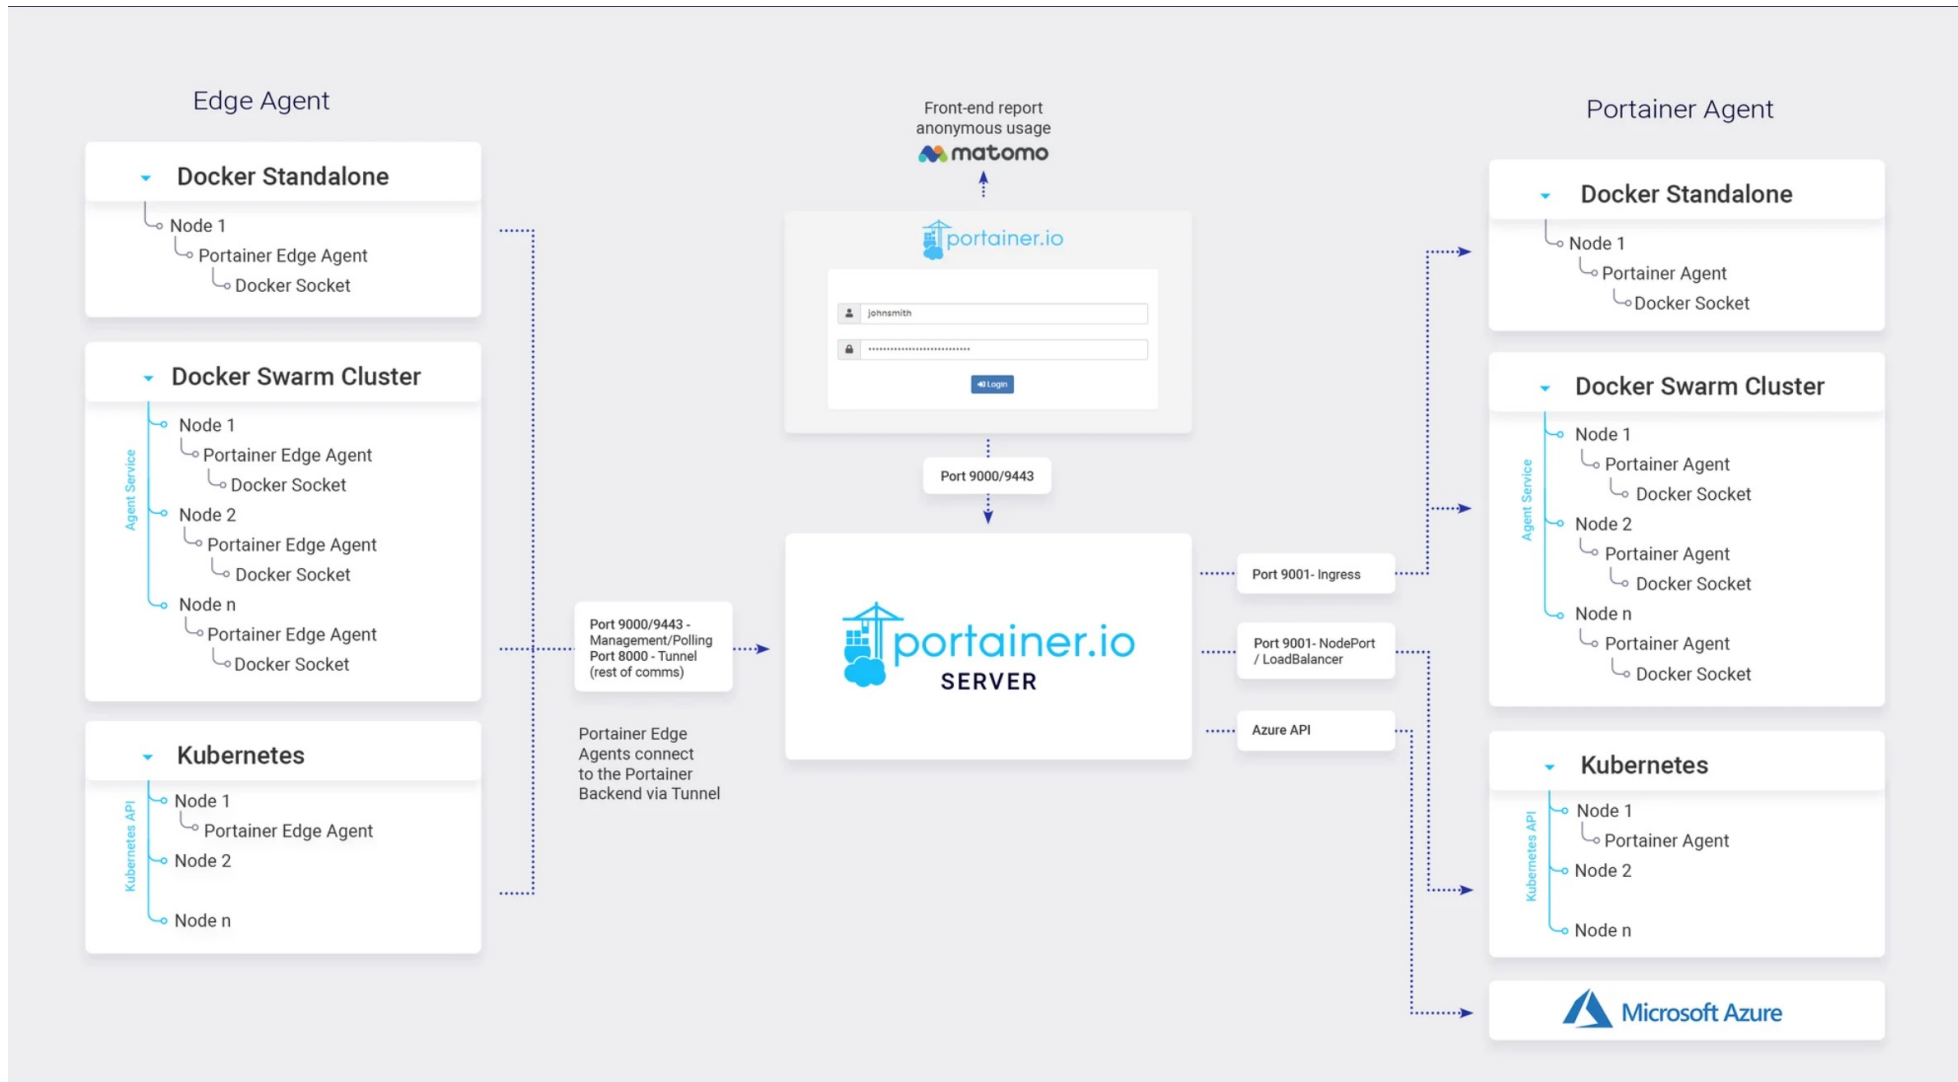 Edge Agent
Docker Standalone
Node 1
Portainer Edge Agent
Docker Socket
Docker Swarm Cluster
Agent Service
Node 1
Portainer Edge Agent
Docker Socket
Node 2
Portainer Edge Agent
Docker Socket
Node n
Portainer Edge Agent
Docker Socket
Kubernetes
Kubernetes API
Node 1
Portainer Edge Agent
Node 2
Node n
Port 9000/9443 -
Management/Polling
Port 8000 - Tunnel
(rest of comms)
Portainer Edge
Agents connect
to the Portainer
Backend via Tunnel
Front-end report
anonymous usage
matomo
portainer.io
johnsmith
Login
Port 9000/9443
portainer.io
SERVER
Port 9001- Ingress
Port 9001- NodePort
/ LoadBalancer
Azure API
Portainer Agent
Docker Standalone
Node 1
Portainer Agent
Docker Socket
Docker Swarm Cluster
Agent Service
Node 1
Portainer Agent
Docker Socket
Node 2
Portainer Agent
Docker Socket
Node n
Portainer Agent
Docker Socket
Kubernetes
Kubernetes API
Node 1
Portainer Agent
Node 2
Node n
Microsoft Azure